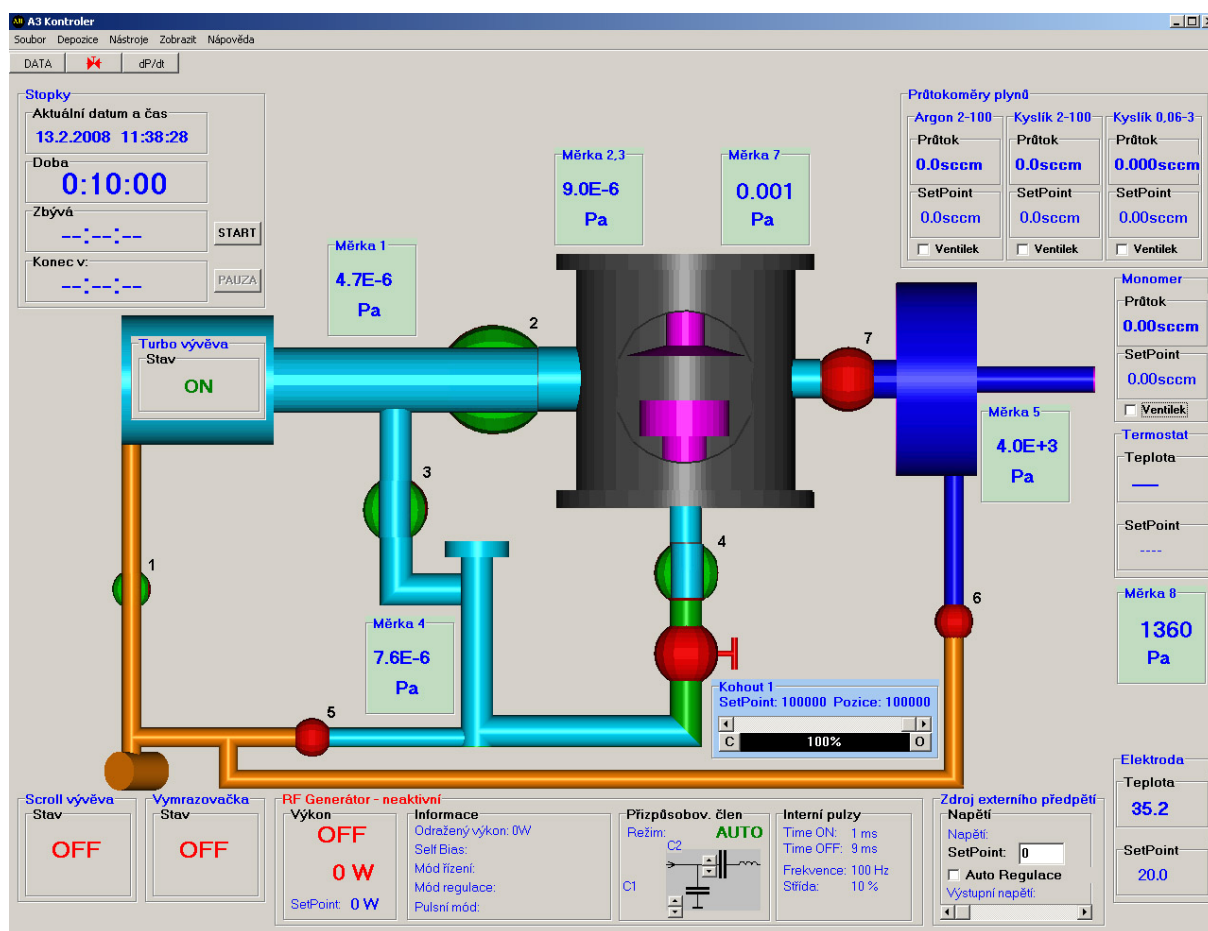 A3 Kontroler
Soubor Depozice Nástroje Zobrazit Nápověda
DATA dP/dt
Stopky
Aktuální datum a čas
13.2.2008 11:38:28
Doba
0:10:00
Zbývá
--:--:--
START
Konec v:
--:--:--
PAUZA
Měrka 1
4.7E-6
Pa
Měrka 2,3
9.0E-6
Pa
Měrka 7
0.001
Pa
Průtokoměry plynů
Argon 2-100 Kyslík 2-100 Kyslík 0,06-3
Průtok Průtok Průtok
0.0sccm 0.0sccm 0.000sccm
SetPoint SetPoint SetPoint
0.0sccm 0.0sccm 0.00sccm
Ventilek Ventilek Ventilek
Monomer
Průtok
0.00sccm
SetPoint
0.00sccm
Ventilek
Termostat
Teplota
---
SetPoint
----
Měrka 8
1360
Pa
Turbo vývěva
Stav
ON
2
7
3
4
1
6
5
Měrka 5
4.0E+3
Pa
Měrka 4
7.6E-6
Pa
Kohout 1
SetPoint: 100000 Pozice: 100000
C 100% O
Scroll vývěva
Stav
OFF
Vymrazovačka
Stav
OFF
RF Generátor - neaktivní
Výkon
OFF
0 W
SetPoint: 0 W
Informace
Odražený výkon: 0W
Self Bias:
Mód řízení:
Mód regulace:
Pulsní mód:
Přizpůsobov. člen
Režim: AUTO
C2
C1
Interní pulzy
Time ON: 1 ms
Time OFF: 9 ms
Frekvence: 100 Hz
Střída: 10 %
Zdroj externího předpětí
Napětí
Napětí:
SetPoint: 0
Auto Regulace
Výstupní napětí:
Elektroda
Teplota
35.2
SetPoint
20.0